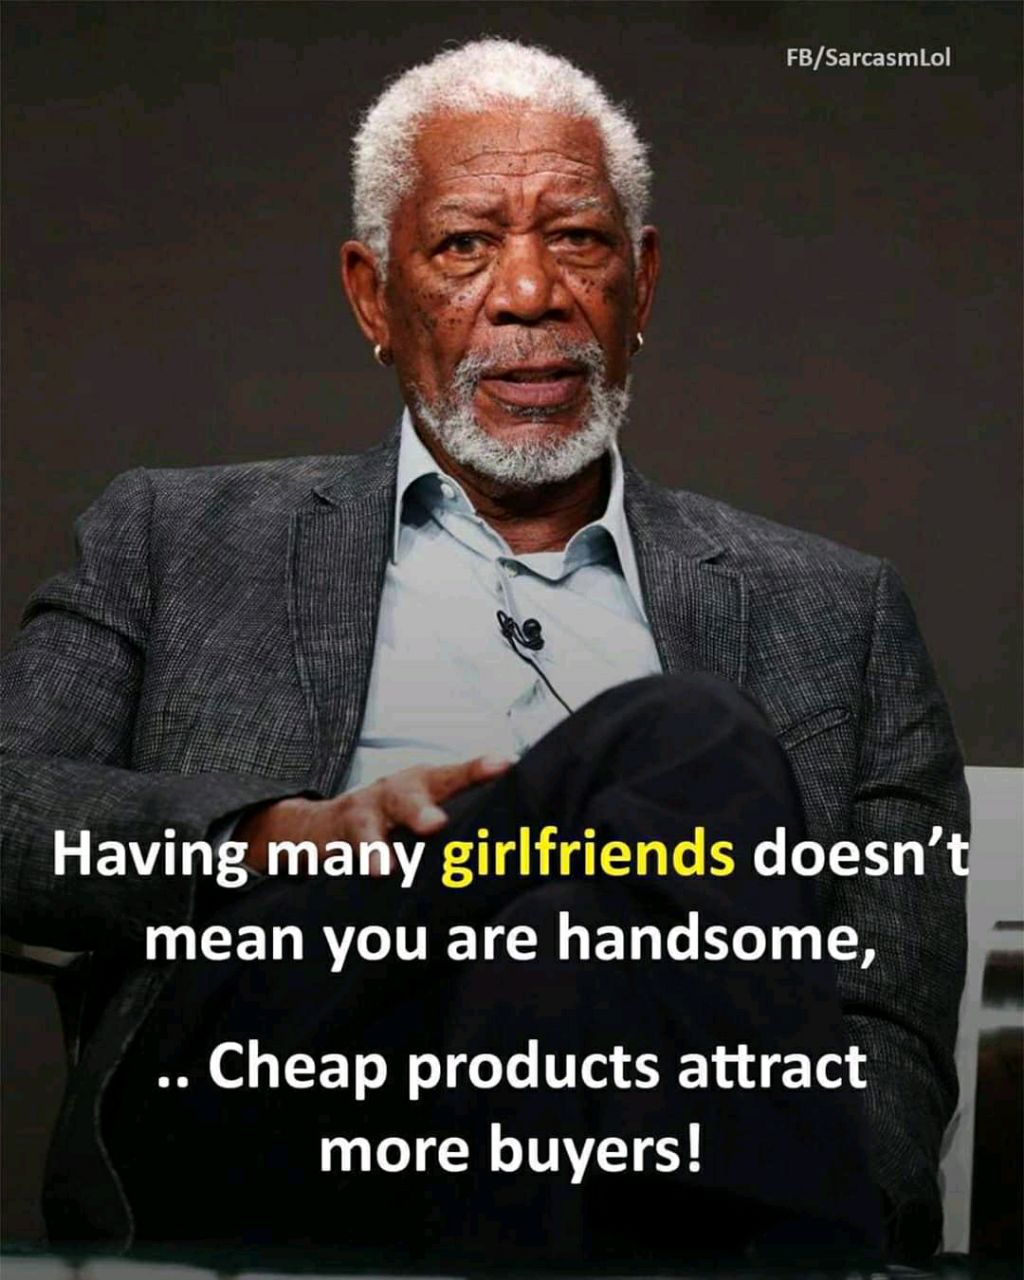 FB/SarcasmLol
Having many girlfriends doesn’t
mean you are handsome,
.. Cheap products attract
more buyers!